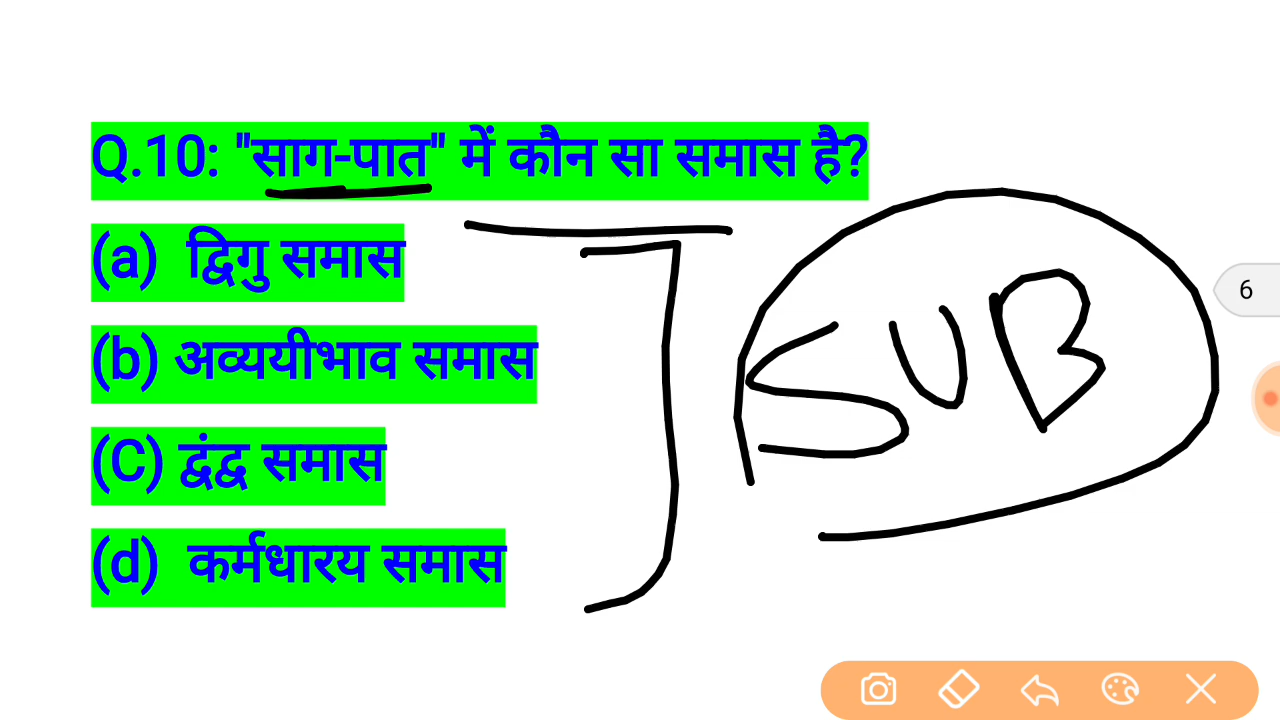 Q.10: "साग-पात" में कौन सा समास है?
(a) द्विगु समास
(b) अव्ययीभाव समास
(C) द्वंद्व समास
(d) कर्मधारय समास
SUB
6